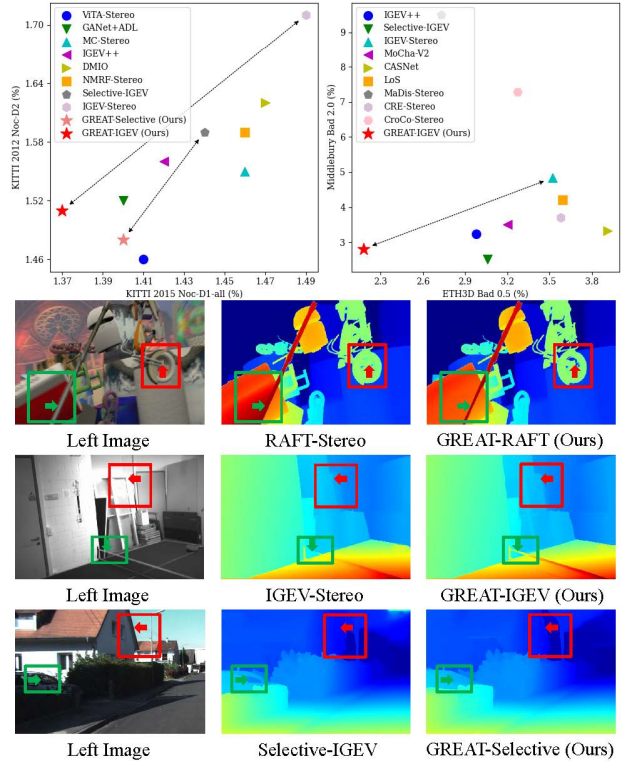 KITTI 2012 Noc-D2
1.70
1.64
1.58
1.52
1.46
ViTA-Stereo
GANet+ADL
MC-Stereo
IGEV++
DMIO
NMRF-Stereo
Selective-IGEV
IGEV-Stereo
GREAT-Selective (Ours)
GREAT-IGEV (Ours)
1.37 1.39 1.41 1.43 1.45 1.47 1.49
KITTI 2015 Noc-D1-all (%)
Middlebury Bad 2.0 (%)
9
8
7
6
5
4
3
IGEV++
Selective-IGEV
IGEV-Stereo
MoCha-V2
CASNet
LoS
MaDis-Stereo
CRE-Stereo
CroCo-Stereo
GREAT-IGEV (Ours)
2.3 2.6 2.9 3.2 3.5 3.8
ETH3D Bad 0.5 (%)
Left Image RAFT-Stereo GREAT-RAFT (Ours)
Left Image IGEV-Stereo GREAT-IGEV (Ours)
Left Image Selective-IGEV GREAT-Selective (Ours)